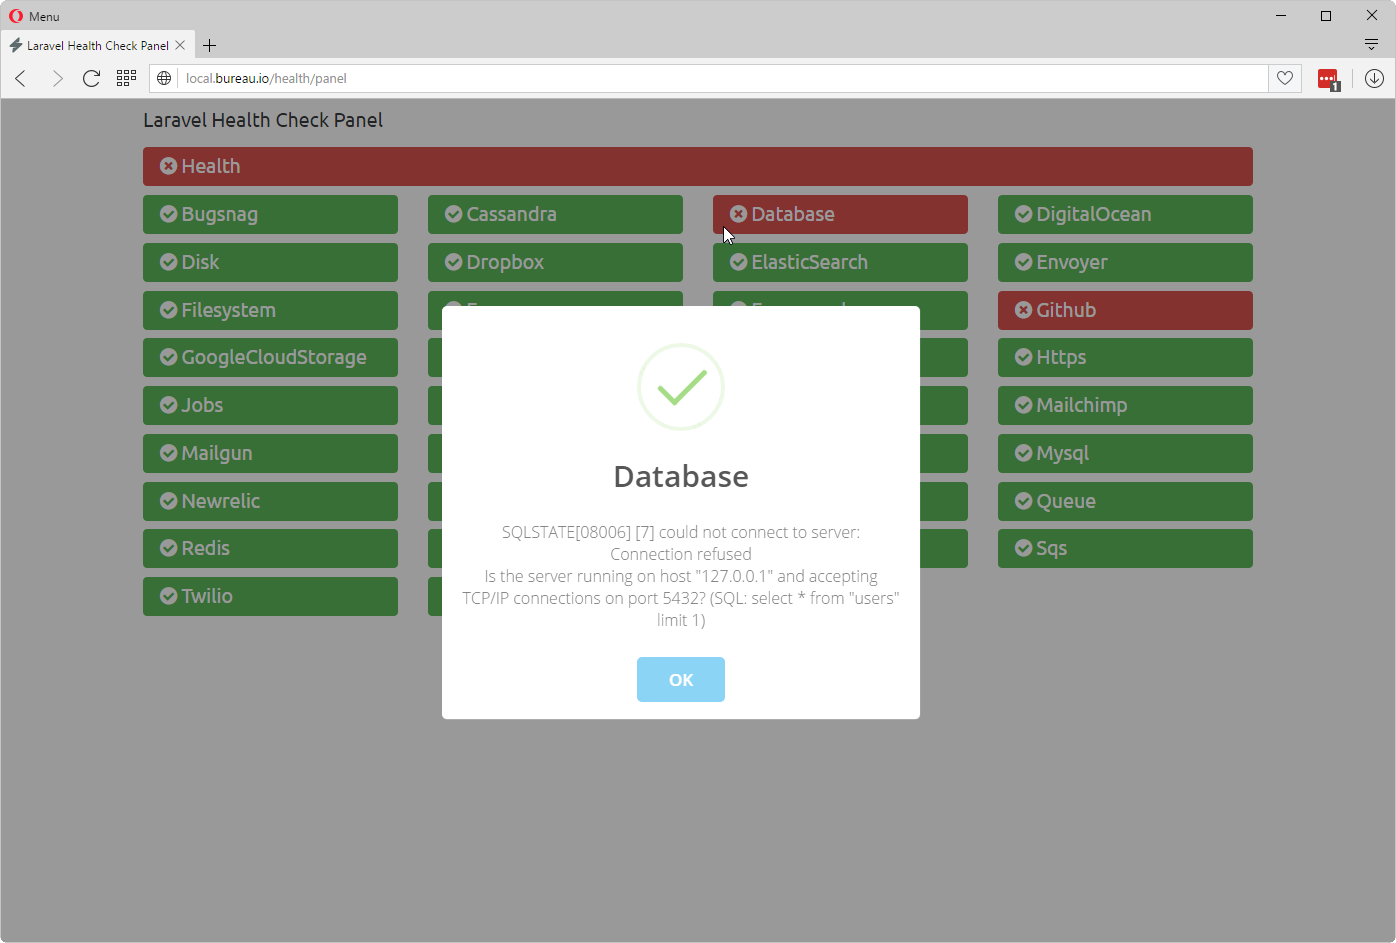 Menu
Laravel Health Check Panel
local.bureau.io/health/panel
1
Laravel Health Check Panel
Health
Bugsnag
Cassandra
Database
DigitalOcean
Disk
Dropbox
ElasticSearch
Envoyer
Filesystem
Github
GoogleCloudStorage
Https
Jobs
Mailchimp
Mailgun
Mysql
Newrelic
Queue
Redis
Sqs
Twilio
Database
SQLSTATE[08006] [7] could not connect to server:
Connection refused
Is the server running on host "127.0.0.1" and accepting
TCP/IP connections on port 5432? (SQL: select * from "users"
limit 1)
OK